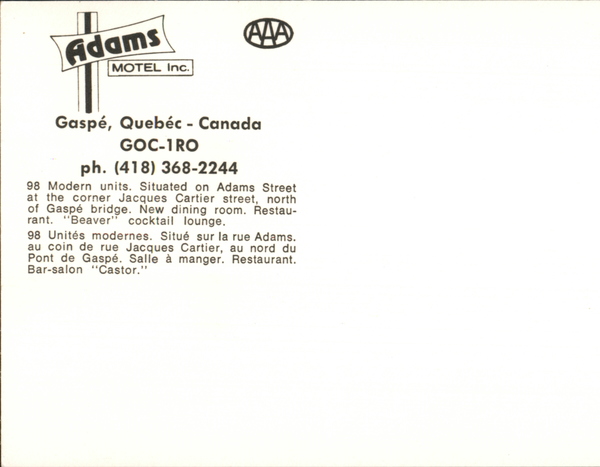 Adams
MOTEL Inc.
AAA
Gaspé, Quebéc - Canada
GOC-1RO
ph. (418) 368-2244
98 Modern units. Situated on Adams Street
at the corner Jacques Cartier street, north
of Gaspé bridge. New dining room. Restau-
rant. "Beaver" cocktail lounge.
98 Unités modernes. Situé sur la rue Adams.
au coin de rue Jacques Cartier, au nord du
Pont de Gaspé. Salle à manger. Restaurant.
Bar-salon "Castor."